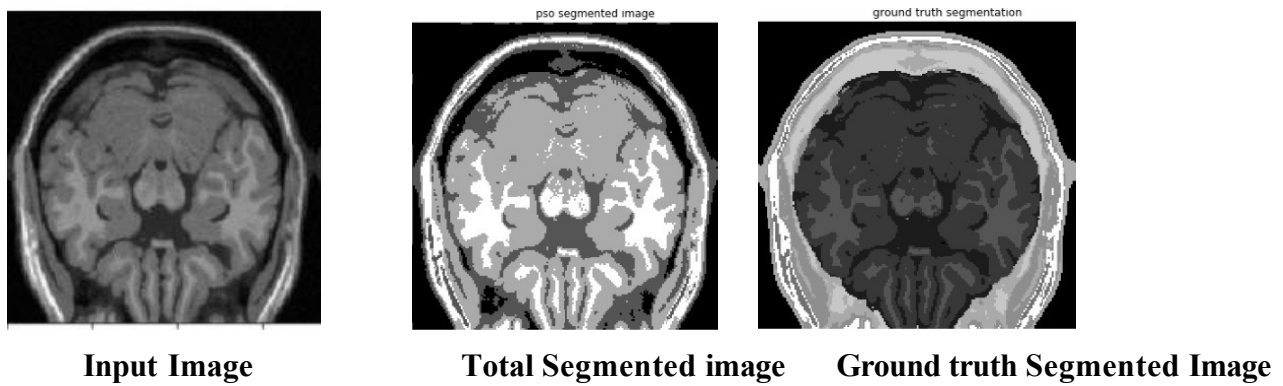 pso segmented image
ground truth segmentation
Input Image
Total Segmented image
Ground truth Segmented Image